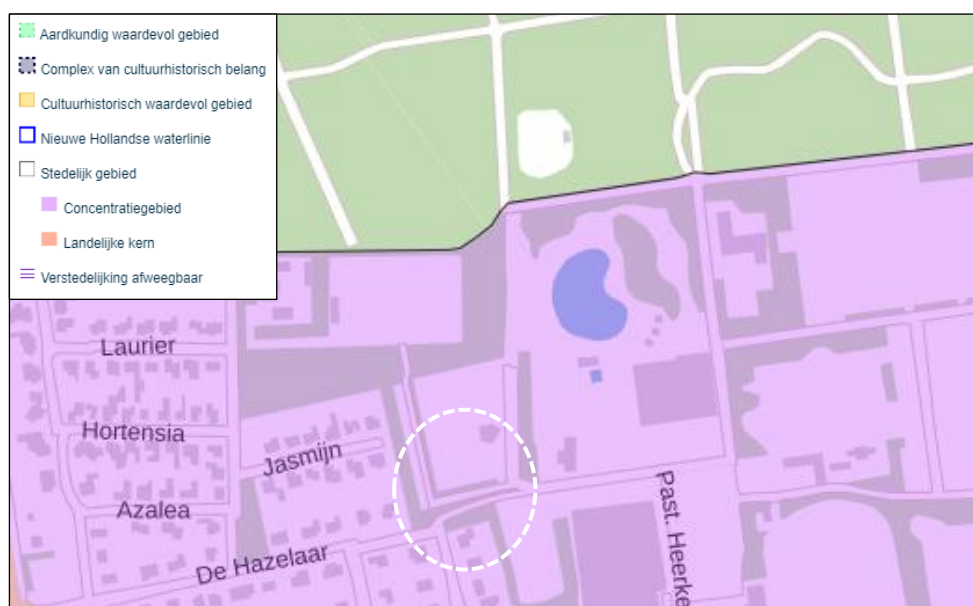 Aardkundig waardevol gebied
Complex van cultuurhistorisch belang
Cultuurhistorisch waardevol gebied
Nieuwe Hollandse waterlinie
Stedelijk gebied
Concentratiegebied
Landelijke kern
Verstedelijking afweegbaar
Laurier
Hortensia
Jasmijn
Azalea
De Hazelaar
Past. Heerke